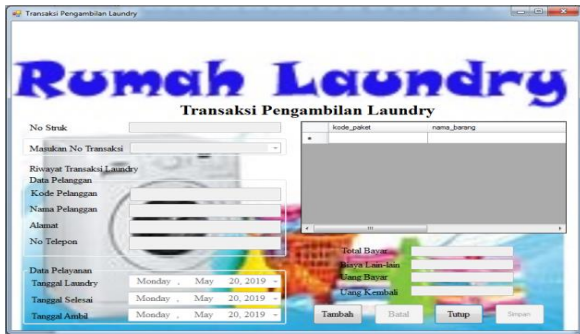 Transaksi Pengambilan Laundry
Rumah Laundry
Transaksi Pengambilan Laundry
No Struk
Masukan No Transaksi
Riwayat Transaksi Laundry
Data Pelanggan
Kode Pelanggan
Nama Pelanggan
Alamat
No Telepon
Data Pelayanan
Tanggal Laundry Monday , May 20, 2019
Tanggal Selesai Monday , May 20, 2019
Tanggal Ambil Monday , May 20, 2019
kode_paket nama_barang
Total Bayar
Biaya Lain-lain
Uang Bayar
Uang Kembali
Tambah Batal Tutup Simpan